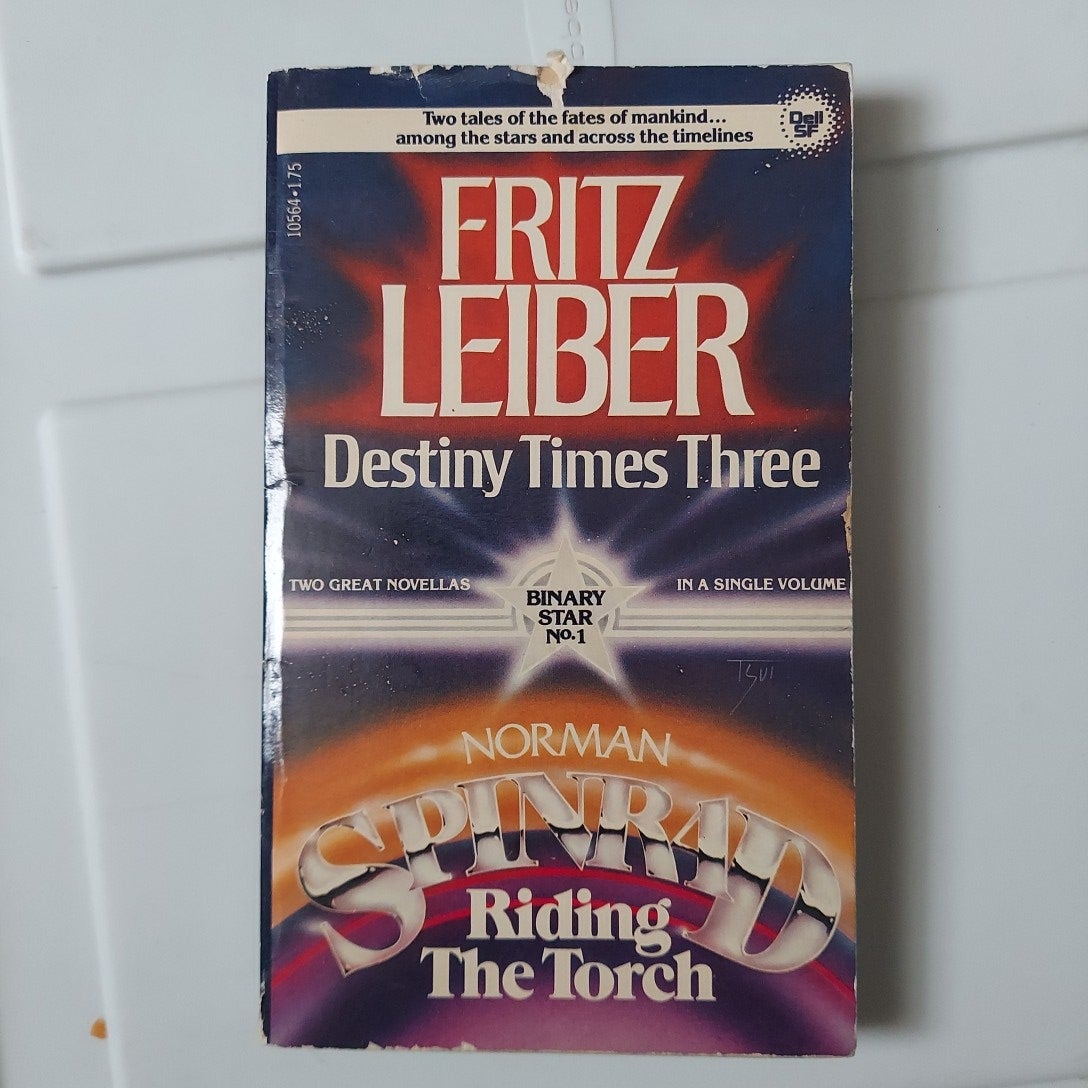 Two tales of the fates of mankind...
among the stars and across the timelines
Dell
SF
10564 • 1.75
FRITZ
LEIBER
Destiny Times Three
TWO GREAT NOVELLAS
BINARY
STAR
No. 1
IN A SINGLE VOLUME
TSUI
NORMAN
SPINRAD
Riding
The Torch